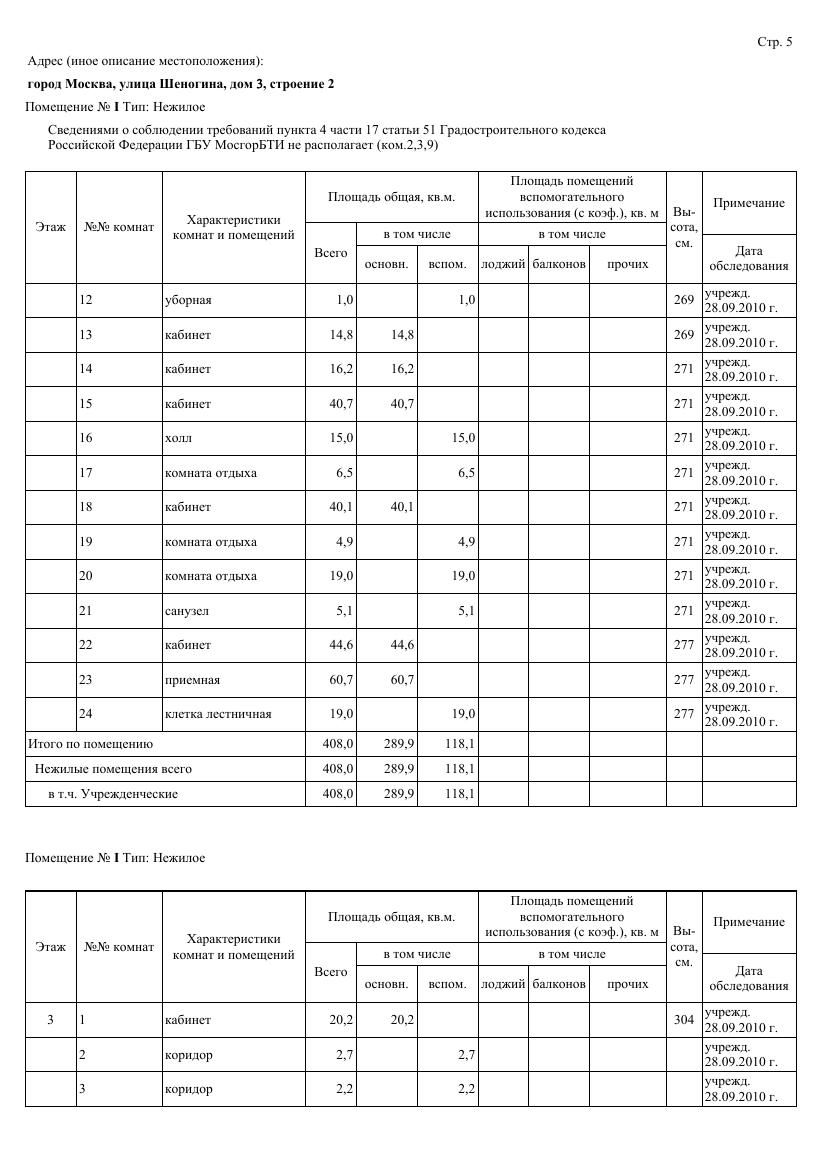 Стр. 5
Адрес (иное описание местоположения):
город Москва, улица Шеногина, дом 3, строение 2
Помещение № I Тип: Нежилое
Сведениями о соблюдении требований пункта 4 части 17 статьи 51 Градостроительного кодекса
Российской Федерации ГБУ МосгорБТИ не располагает (ком.2,3,9)
Этаж №№ комнат Характеристики комнат и помещений Площадь общая, кв.м. Площадь помещений вспомогательного использования (с коэф.), кв. м Вы-сота, см. Примечание
Всего в том числе в том числе Дата обследования
основн. вспом. лоджий балконов прочих
12 уборная 1,0 1,0 269 учрежд. 28.09.2010 г.
13 кабинет 14,8 14,8 269 учрежд. 28.09.2010 г.
14 кабинет 16,2 16,2 271 учрежд. 28.09.2010 г.
15 кабинет 40,7 40,7 271 учрежд. 28.09.2010 г.
16 холл 15,0 15,0 271 учрежд. 28.09.2010 г.
17 комната отдыха 6,5 6,5 271 учрежд. 28.09.2010 г.
18 кабинет 40,1 40,1 271 учрежд. 28.09.2010 г.
19 комната отдыха 4,9 4,9 271 учрежд. 28.09.2010 г.
20 комната отдыха 19,0 19,0 271 учрежд. 28.09.2010 г.
21 санузел 5,1 5,1 271 учрежд. 28.09.2010 г.
22 кабинет 44,6 44,6 277 учрежд. 28.09.2010 г.
23 приемная 60,7 60,7 277 учрежд. 28.09.2010 г.
24 клетка лестничная 19,0 19,0 277 учрежд. 28.09.2010 г.
Итого по помещению 408,0 289,9 118,1
Нежилые помещения всего 408,0 289,9 118,1
в т.ч. Учрежденческие 408,0 289,9 118,1
Помещение № I Тип: Нежилое
Этаж №№ комнат Характеристики комнат и помещений Площадь общая, кв.м. Площадь помещений вспомогательного использования (с коэф.), кв. м Вы-сота, см. Примечание
Всего в том числе в том числе Дата обследования
основн. вспом. лоджий балконов прочих
3 1 кабинет 20,2 20,2 304 учрежд. 28.09.2010 г.
2 коридор 2,7 2,7 учрежд. 28.09.2010 г.
3 коридор 2,2 2,2 учрежд. 28.09.2010 г.